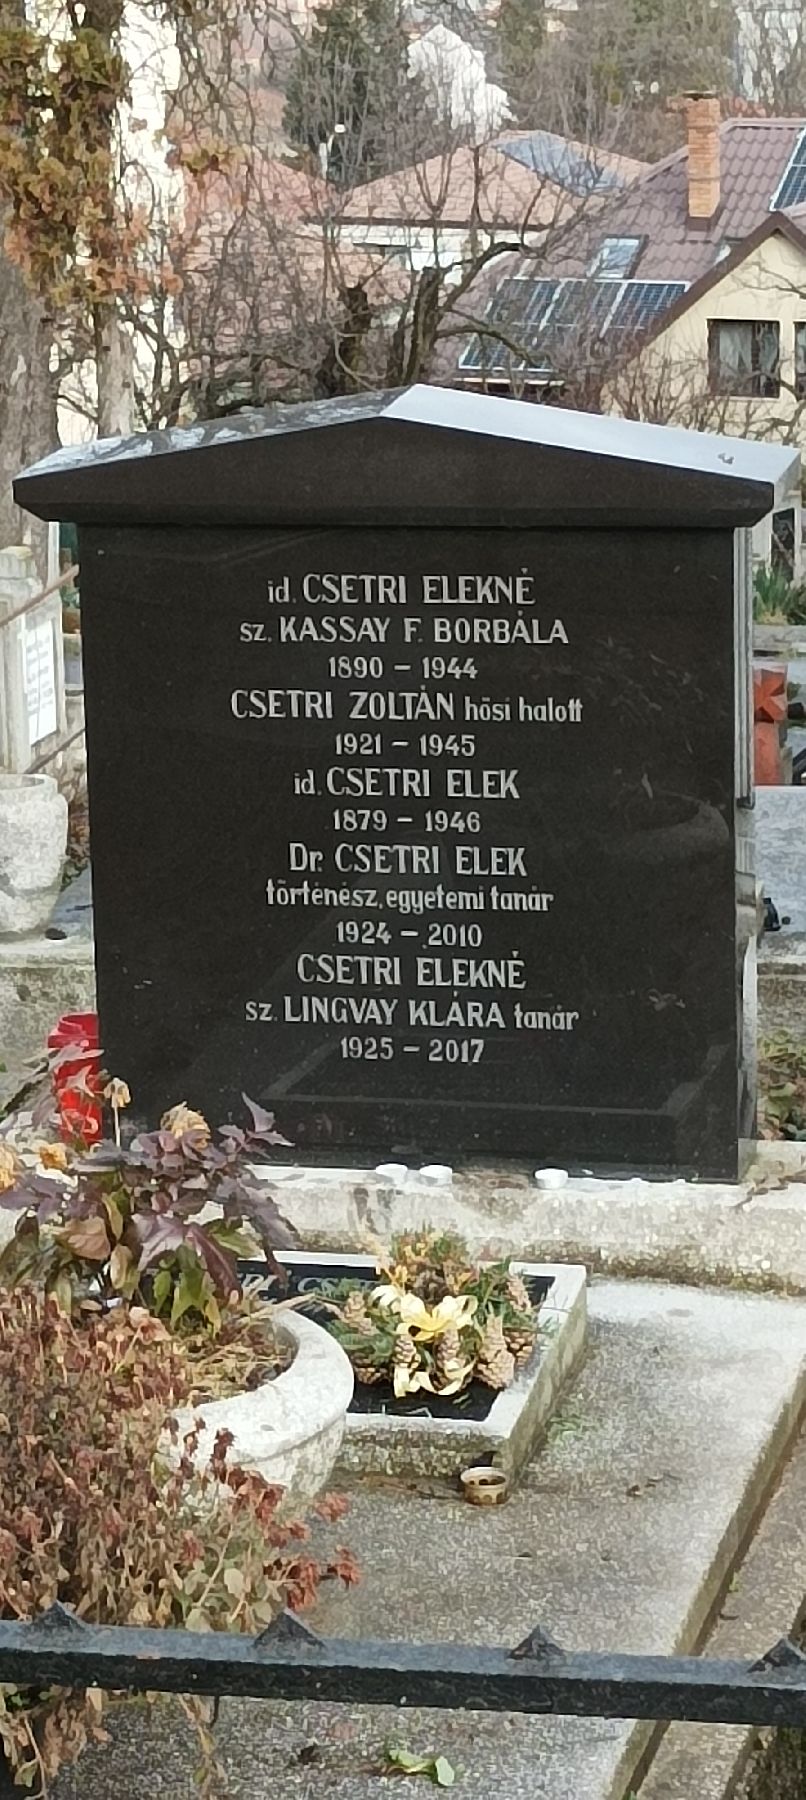 id. CSETRI ELEKNÉ
sz. KASSAY F. BORBÁLA
1890 – 1944
CSETRI ZOLTÁN hősi halott
1921 – 1945
id. CSETRI ELEK
1879 – 1946
Dr. CSETRI ELEK
történész, egyetemi tanár
1924 – 2010
CSETRI ELEKNÉ
sz. LINGVAY KLÁRA tanár
1925 – 2017